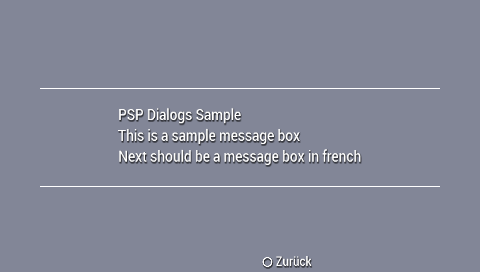 PSP Dialogs Sample
This is a sample message box
Next should be a message box in french
Zurück